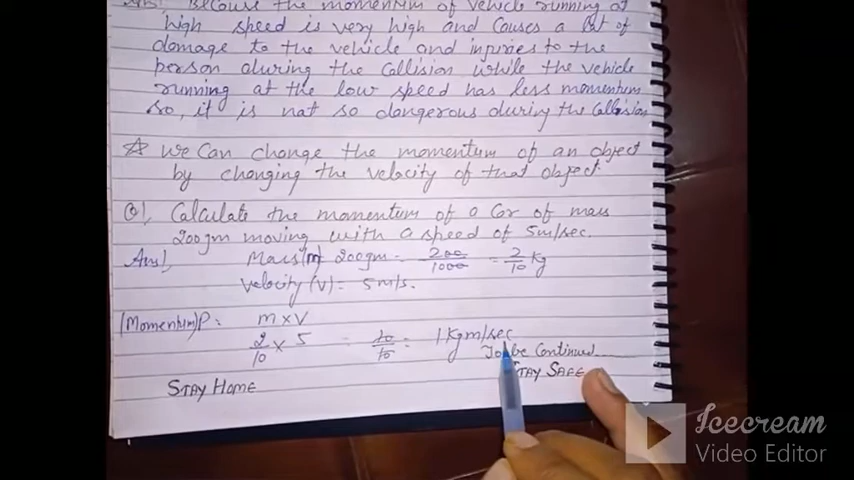 Ans: Because the momentum of vehicle running at
high speed is very high and causes a lot of
damage to the vehicle and injuries to the
person during the Collision while the vehicle
running at the low speed has less momentum
so, it is not so dangerous during the Collision
☆ We Can change the momentum of an object
by changing the velocity of that object.
Q1, Calculate the momentum of a Car of mass
200gm moving with a speed of 5m/sec.
Ans), Mass(m) 200gm = 200/1000 = 2/10 Kg
Velocity (V) = 5m/s.
(Momentum)P: m×V
2/10 × 5 = 10/10 = 1 Kgm/sec
To be Continued...
STAY SAFE
STAY HOME
Icecream
Video Editor